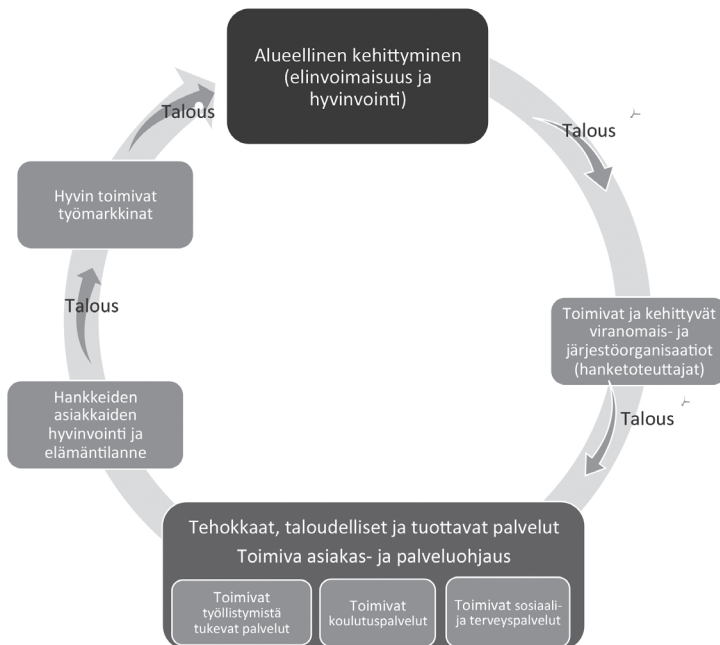 Alueellinen kehittyminen
(elinvoimaisuus ja
hyvinvointi)
Talous
Toimivat ja kehittyvät
viranomais- ja
järjestöorganisaatiot
(hanketoteuttajat)
Talous
Tehokkaat, taloudelliset ja tuottavat palvelut
Toimiva asiakas- ja palveluohjaus
Toimivat
työllistymistä
tukevat palvelut
Toimivat
koulutuspalvelut
Toimivat sosiaali-
ja terveyspalvelut
Hankkeiden
asiakkaiden
hyvinvointi ja
elämäntilanne
Talous
Hyvin toimivat
työmarkkinat
Talous